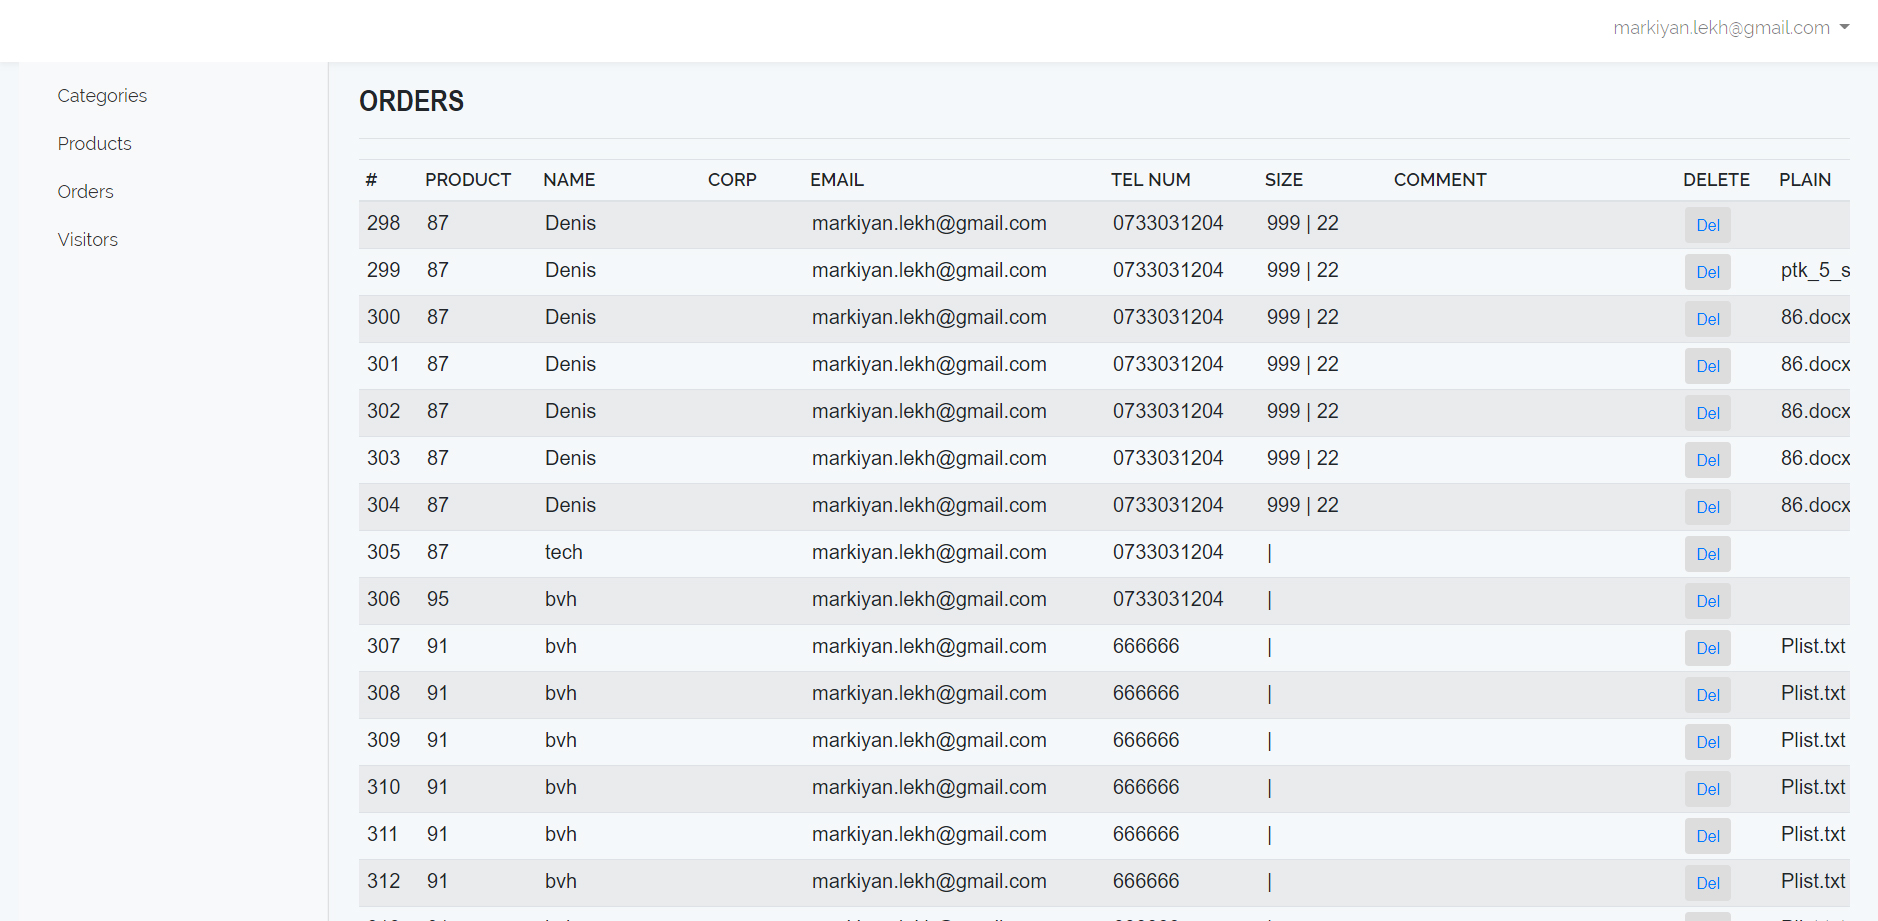 markiyan.lekh@gmail.com
Categories
Products
Orders
Visitors
ORDERS
# PRODUCT NAME CORP EMAIL TEL NUM SIZE COMMENT DELETE PLAIN
298 87 Denis markiyan.lekh@gmail.com 0733031204 999 | 22 Del
299 87 Denis markiyan.lekh@gmail.com 0733031204 999 | 22 Del ptk_5_s
300 87 Denis markiyan.lekh@gmail.com 0733031204 999 | 22 Del 86.docx
301 87 Denis markiyan.lekh@gmail.com 0733031204 999 | 22 Del 86.docx
302 87 Denis markiyan.lekh@gmail.com 0733031204 999 | 22 Del 86.docx
303 87 Denis markiyan.lekh@gmail.com 0733031204 999 | 22 Del 86.docx
304 87 Denis markiyan.lekh@gmail.com 0733031204 999 | 22 Del 86.docx
305 87 tech markiyan.lekh@gmail.com 0733031204 | Del
306 95 bvh markiyan.lekh@gmail.com 0733031204 | Del
307 91 bvh markiyan.lekh@gmail.com 666666 | Del Plist.txt
308 91 bvh markiyan.lekh@gmail.com 666666 | Del Plist.txt
309 91 bvh markiyan.lekh@gmail.com 666666 | Del Plist.txt
310 91 bvh markiyan.lekh@gmail.com 666666 | Del Plist.txt
311 91 bvh markiyan.lekh@gmail.com 666666 | Del Plist.txt
312 91 bvh markiyan.lekh@gmail.com 666666 | Del Plist.txt